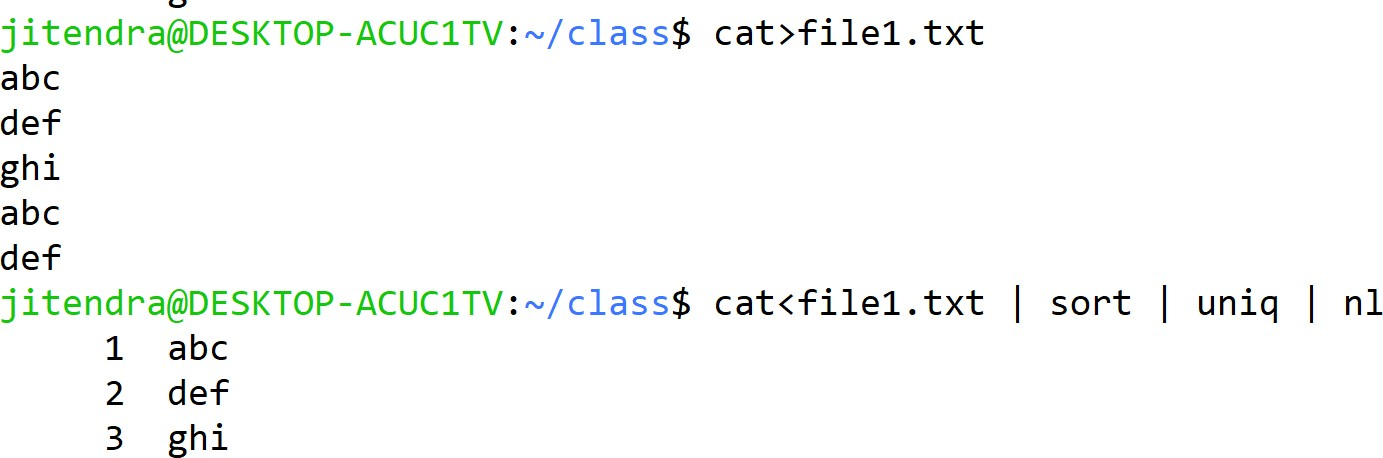 jitendra@DESKTOP-ACUC1TV:~/class$ cat>file1.txt
abc
def
ghi
abc
def
jitendra@DESKTOP-ACUC1TV:~/class$ cat<file1.txt | sort | uniq | nl
1 abc
2 def
3 ghi